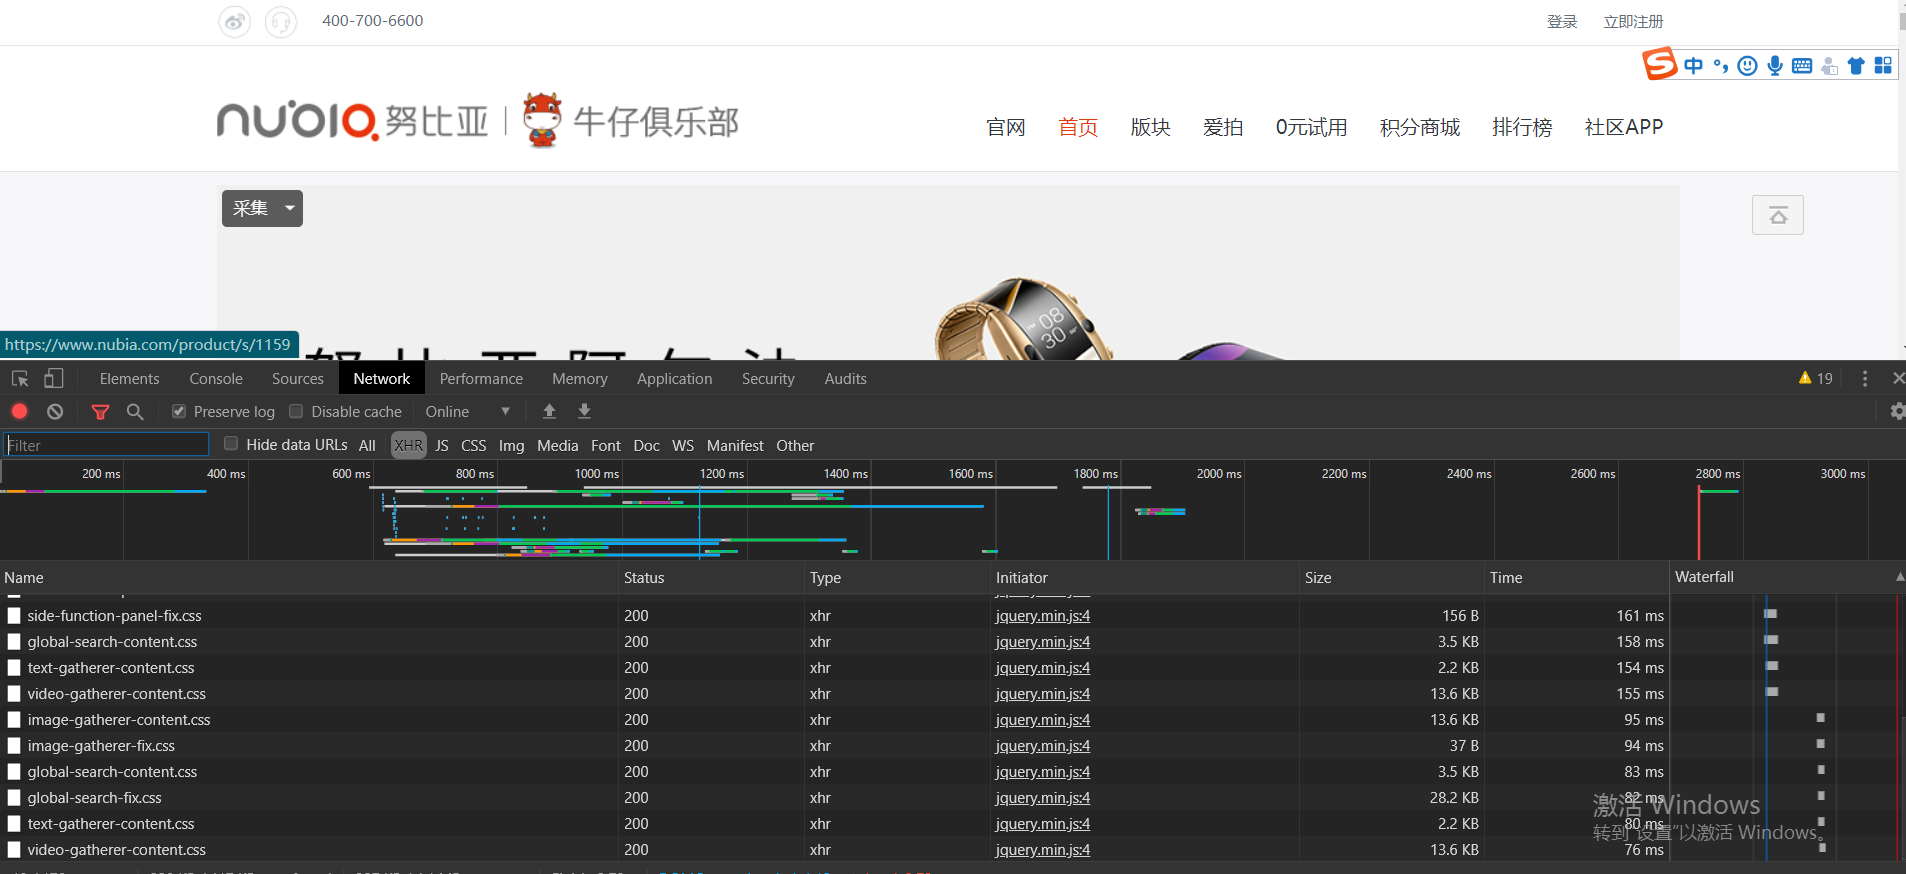 400-700-6600
登录 立即注册
中
nubia 努比亚 | 牛仔俱乐部
官网 首页 版块 爱拍 0元试用 积分商城 排行榜 社区APP
采集
08
30
https://www.nubia.com/product/s/1159
Elements Console Sources Network Performance Memory Application Security Audits 19
Preserve log Disable cache Online
Filter Hide data URLs All XHR JS CSS Img Media Font Doc WS Manifest Other
200 ms 400 ms 600 ms 800 ms 1000 ms 1200 ms 1400 ms 1600 ms 1800 ms 2000 ms 2200 ms 2400 ms 2600 ms 2800 ms 3000 ms
Name Status Type Initiator Size Time Waterfall
side-function-panel-fix.css 200 xhr jquery.min.js:4 156 B 161 ms
global-search-content.css 200 xhr jquery.min.js:4 3.5 KB 158 ms
text-gatherer-content.css 200 xhr jquery.min.js:4 2.2 KB 154 ms
video-gatherer-content.css 200 xhr jquery.min.js:4 13.6 KB 155 ms
image-gatherer-content.css 200 xhr jquery.min.js:4 13.6 KB 95 ms
image-gatherer-fix.css 200 xhr jquery.min.js:4 37 B 94 ms
global-search-content.css 200 xhr jquery.min.js:4 3.5 KB 83 ms
global-search-fix.css 200 xhr jquery.min.js:4 28.2 KB 82 ms
text-gatherer-content.css 200 xhr jquery.min.js:4 2.2 KB 80 ms
video-gatherer-content.css 200 xhr jquery.min.js:4 13.6 KB 76 ms
激活 Windows
转到"设置"以激活 Windows。